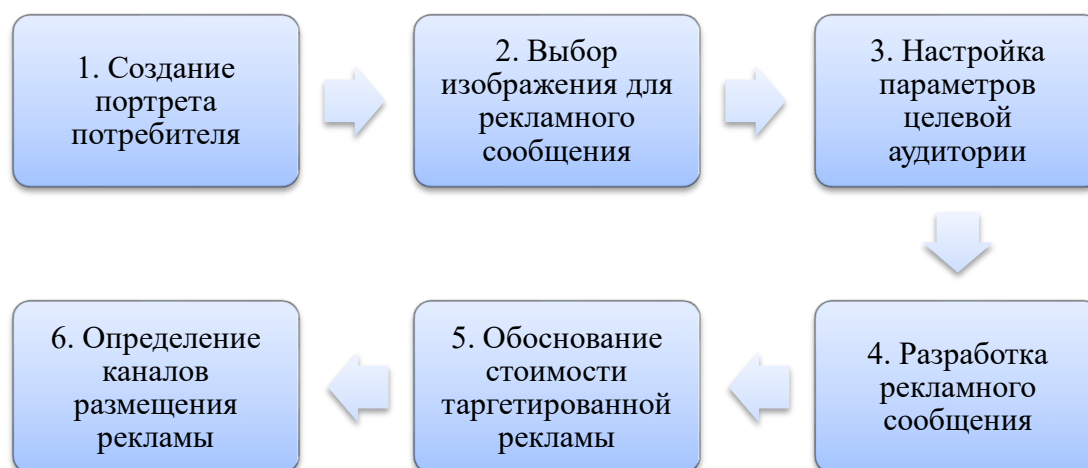 1. Создание
портрета
потребителя
2. Выбор
изображения для
рекламного
сообщения
3. Настройка
параметров
целевой
аудитории
4. Разработка
рекламного
сообщения
5. Обоснование
стоимости
таргетированной
рекламы
6. Определение
каналов
размещения
рекламы